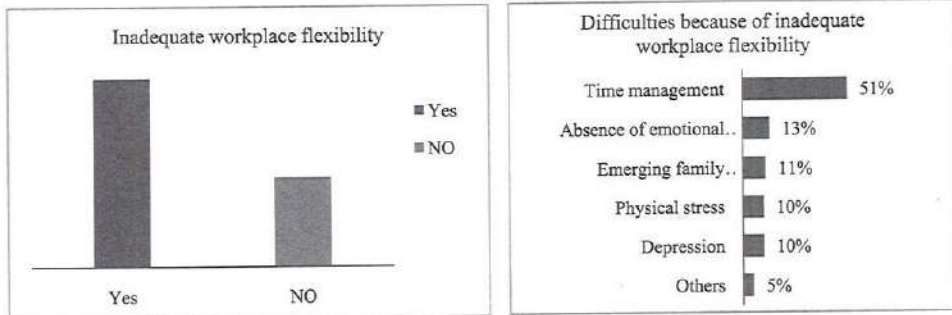 Inadequate workplace flexibility
Yes
NO
Yes
NO
Difficulties because of inadequate
workplace flexibility
Time management 51%
Absence of emotional.. 13%
Emerging family.. 11%
Physical stress 10%
Depression 10%
Others 5%